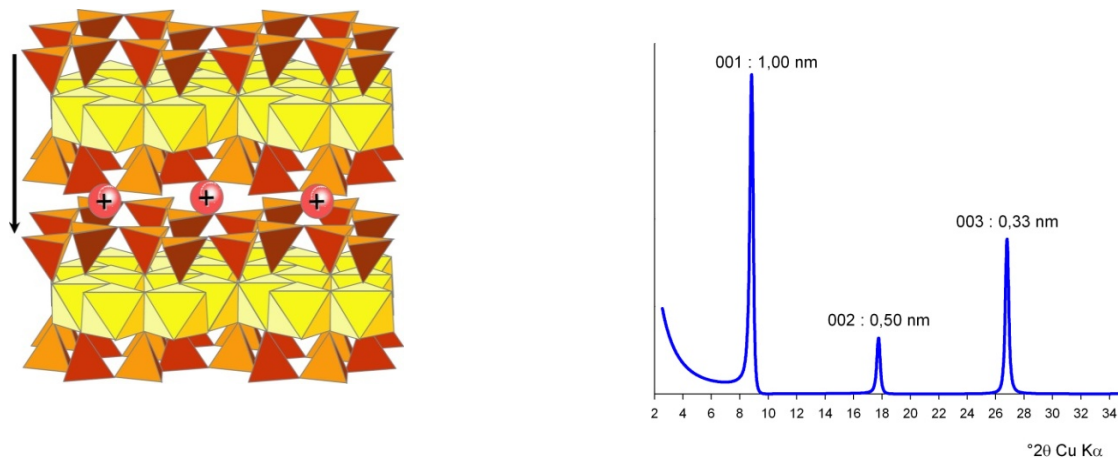 001 : 1,00 nm
003 : 0,33 nm
002 : 0,50 nm
+ + +
2 4 6 8 10 12 14 16 18 20 22 24 26 28 30 32 34
°2θ Cu Kα